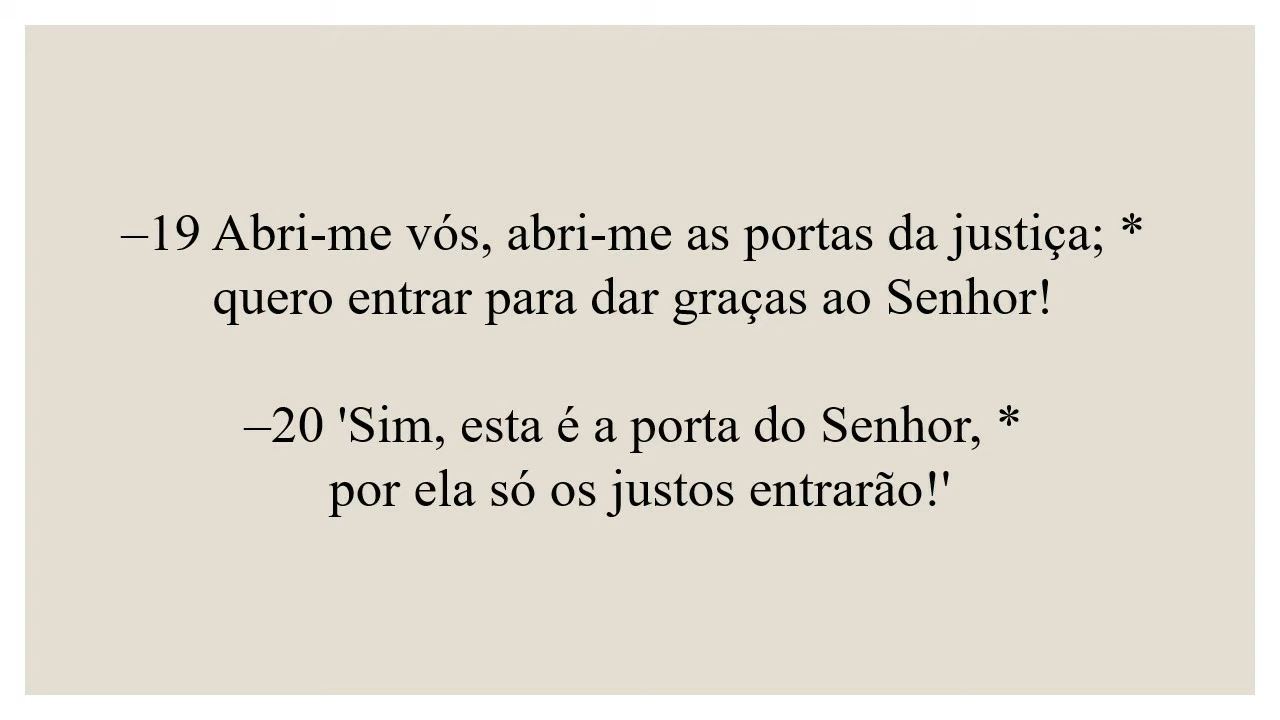 –19 Abri-me vós, abri-me as portas da justiça; *
quero entrar para dar graças ao Senhor!
–20 'Sim, esta é a porta do Senhor, *
por ela só os justos entrarão!'